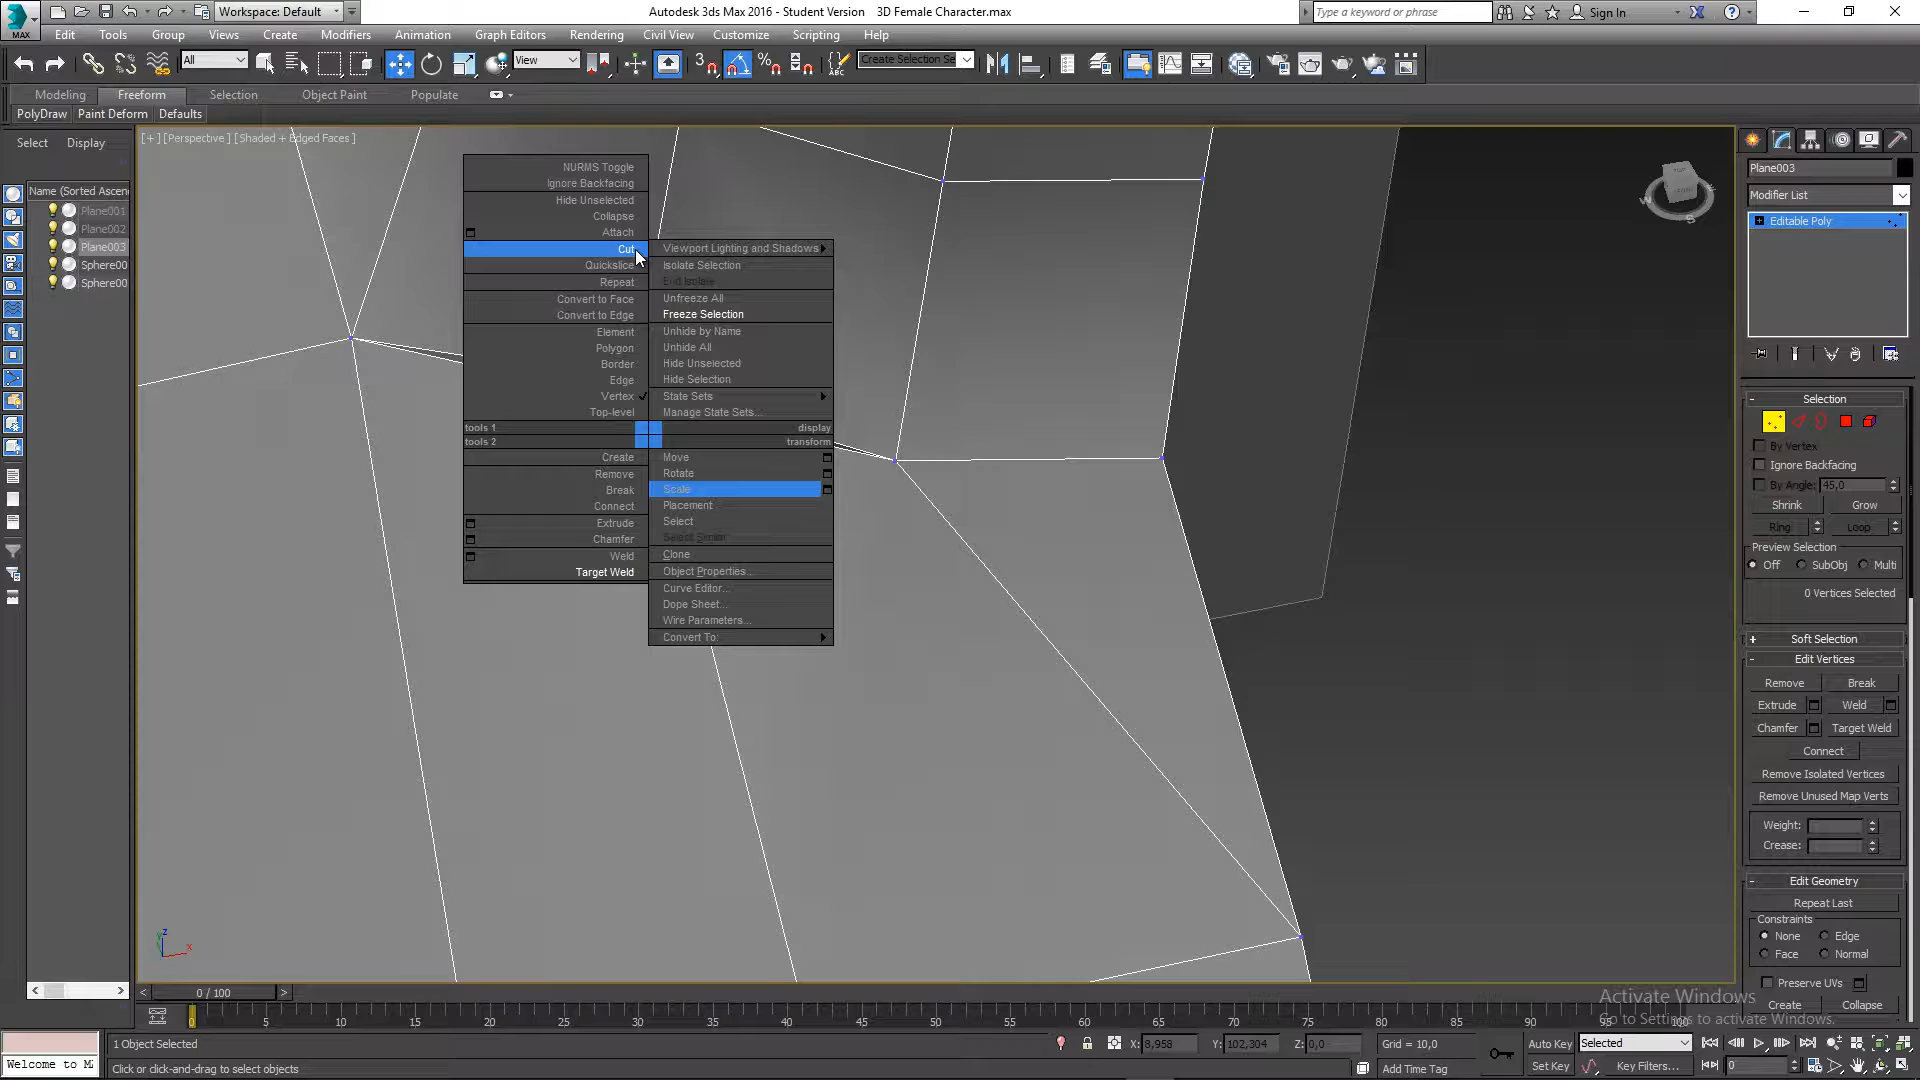 Workspace: Default
Autodesk 3ds Max 2016 - Student Version 3D Female Character.max
Type a keyword or phrase
Sign In
MAX
Edit Tools Group Views Create Modifiers Animation Graph Editors Rendering Civil View Customize Scripting Help
All
View
Create Selection Se
Modeling Freeform Selection Object Paint Populate
PolyDraw Paint Deform Defaults
Select Display
[+] [Perspective] [Shaded + Edged Faces]
Name (Sorted Ascen
Plane001
Plane002
Plane003
Sphere00
Sphere00
NURMS Toggle
Ignore Backfacing
Hide Unselected
Collapse
Attach
Cut
Quickslice
Repeat
Convert to Face
Convert to Edge
Element
Polygon
Border
Edge
Vertex
Top-level
tools 1
tools 2
Create
Remove
Break
Connect
Extrude
Chamfer
Weld
Target Weld
Viewport Lighting and Shadows
Isolate Selection
End Isolate
Unfreeze All
Freeze Selection
Unhide by Name
Unhide All
Hide Unselected
Hide Selection
State Sets
Manage State Sets...
display
transform
Move
Rotate
Scale
Placement
Select
Select Similar
Clone
Object Properties...
Curve Editor...
Dope Sheet...
Wire Parameters...
Convert To:
Plane003
Modifier List
Editable Poly
Selection
By Vertex
Ignore Backfacing
By Angle: 45,0
Shrink Grow
Ring Loop
Preview Selection
Off SubObj Multi
0 Vertices Selected
Soft Selection
Edit Vertices
Remove Break
Extrude Weld
Chamfer Target Weld
Connect
Remove Isolated Vertices
Remove Unused Map Verts
Weight:
Crease:
Edit Geometry
Repeat Last
Constraints
None Edge
Face Normal
Preserve UVs
Create Collapse
Activate Windows
Go to Settings to activate Windows.
0 / 100
0 5 10 15 20 25 30 35 40 45 50 55 60 65 70 75 80 85 90 95 100
1 Object Selected
X: 8,958 Y: 102,304 Z: 0,0 Grid = 10,0
Auto Key Selected
Welcome to M
Click or click-and-drag to select objects
Add Time Tag
Set Key Key Filters... 0